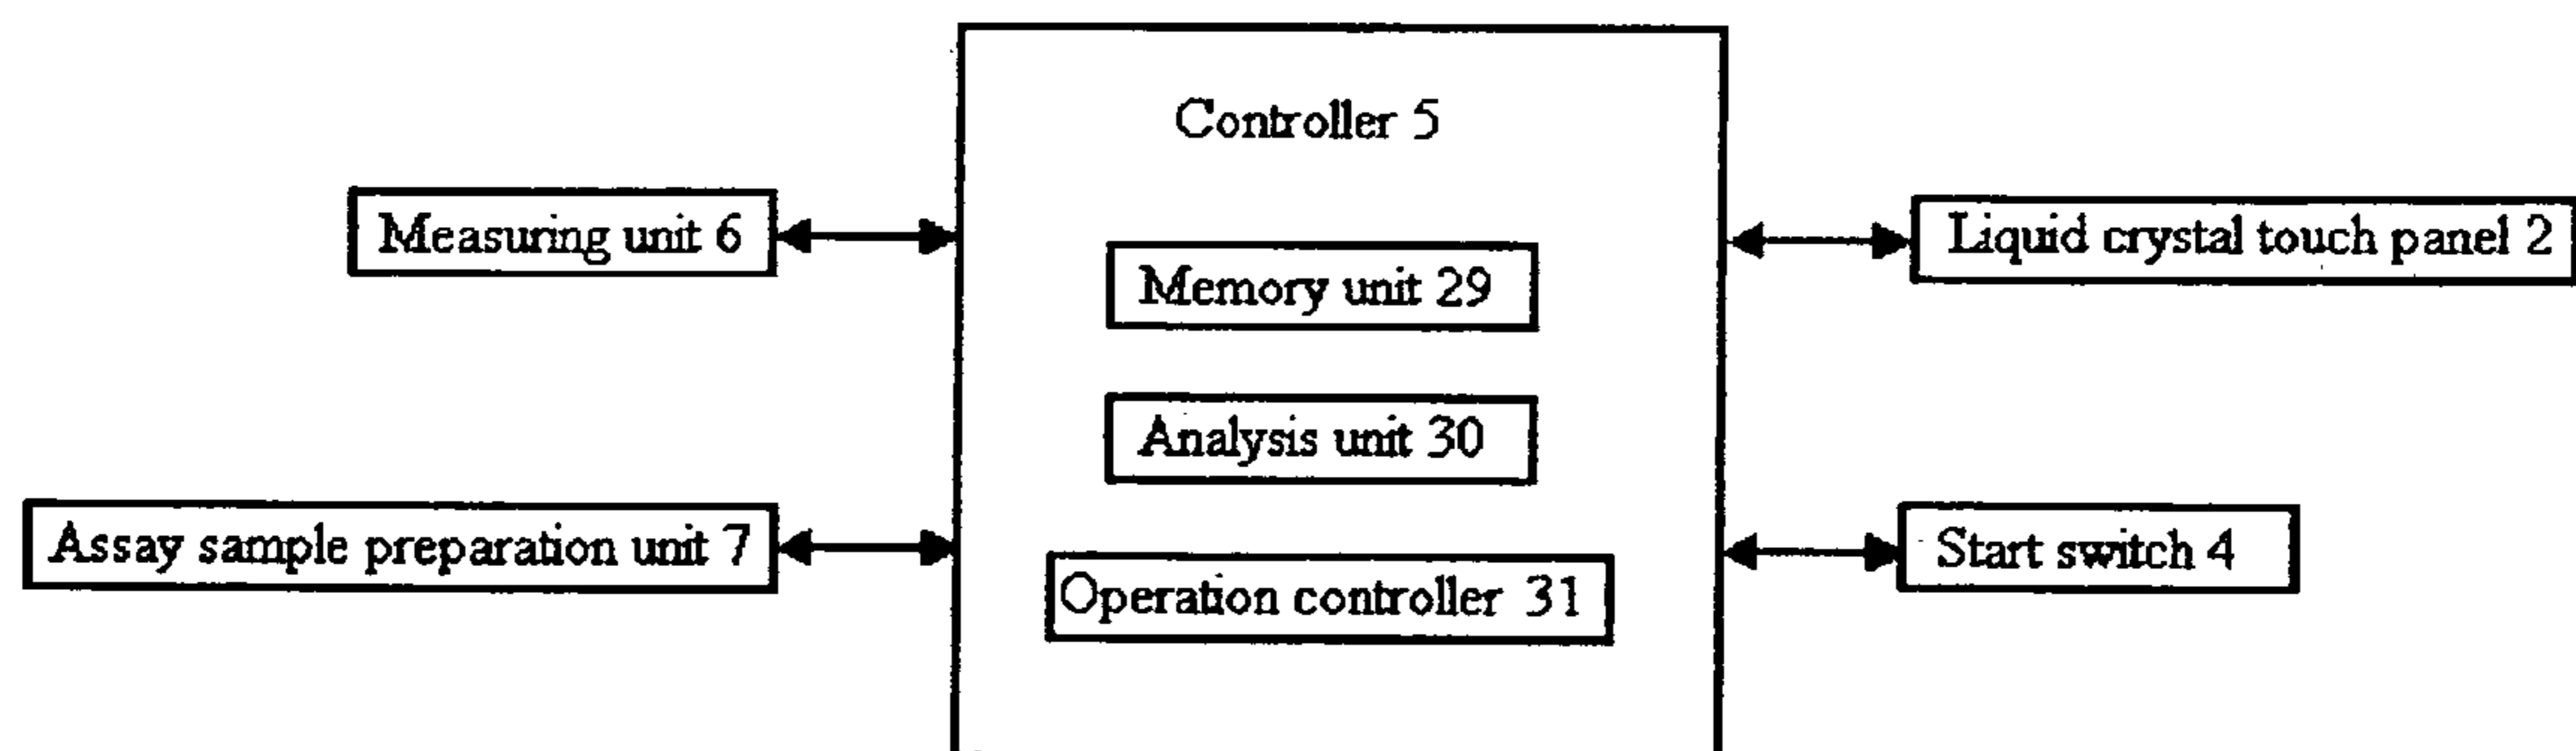 Controller 5
Measuring unit 6
Liquid crystal touch panel 2
Memory unit 29
Analysis unit 30
Assay sample preparation unit 7
Start switch 4
Operation controller 31